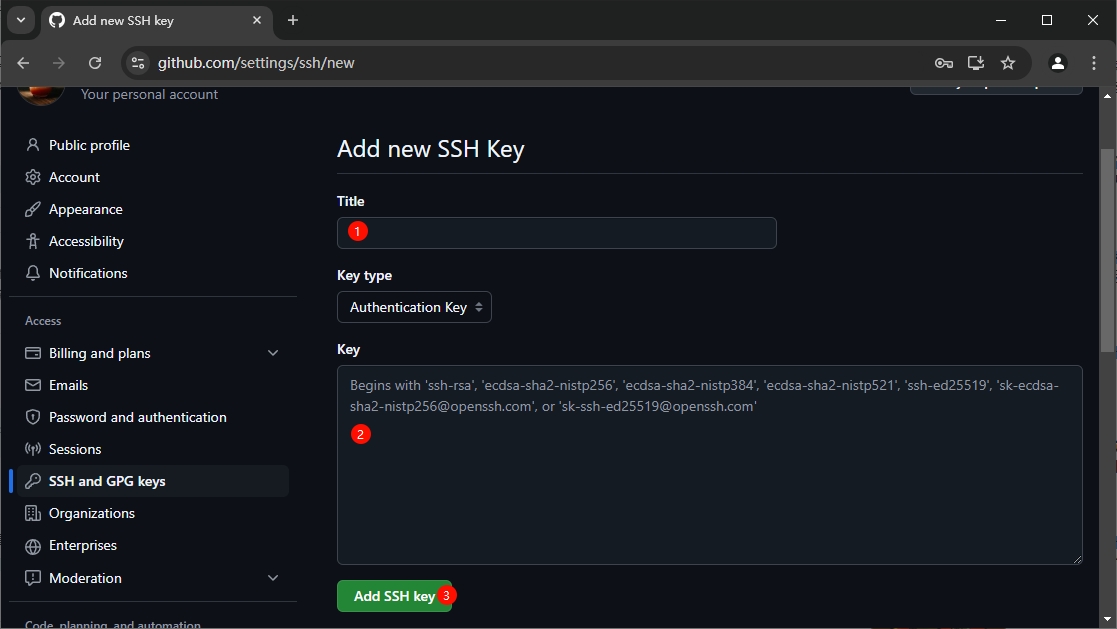 Add new SSH key
github.com/settings/ssh/new
Your personal account
Public profile
Account
Appearance
Accessibility
Notifications
Access
Billing and plans
Emails
Password and authentication
Sessions
SSH and GPG keys
Organizations
Enterprises
Moderation
Code, planning, and automation
Add new SSH Key
Title
1
Key type
Authentication Key
Key
Begins with 'ssh-rsa', 'ecdsa-sha2-nistp256', 'ecdsa-sha2-nistp384', 'ecdsa-sha2-nistp521', 'ssh-ed25519', 'sk-ecdsa-
sha2-nistp256@openssh.com', or 'sk-ssh-ed25519@openssh.com'
2
Add SSH key 3